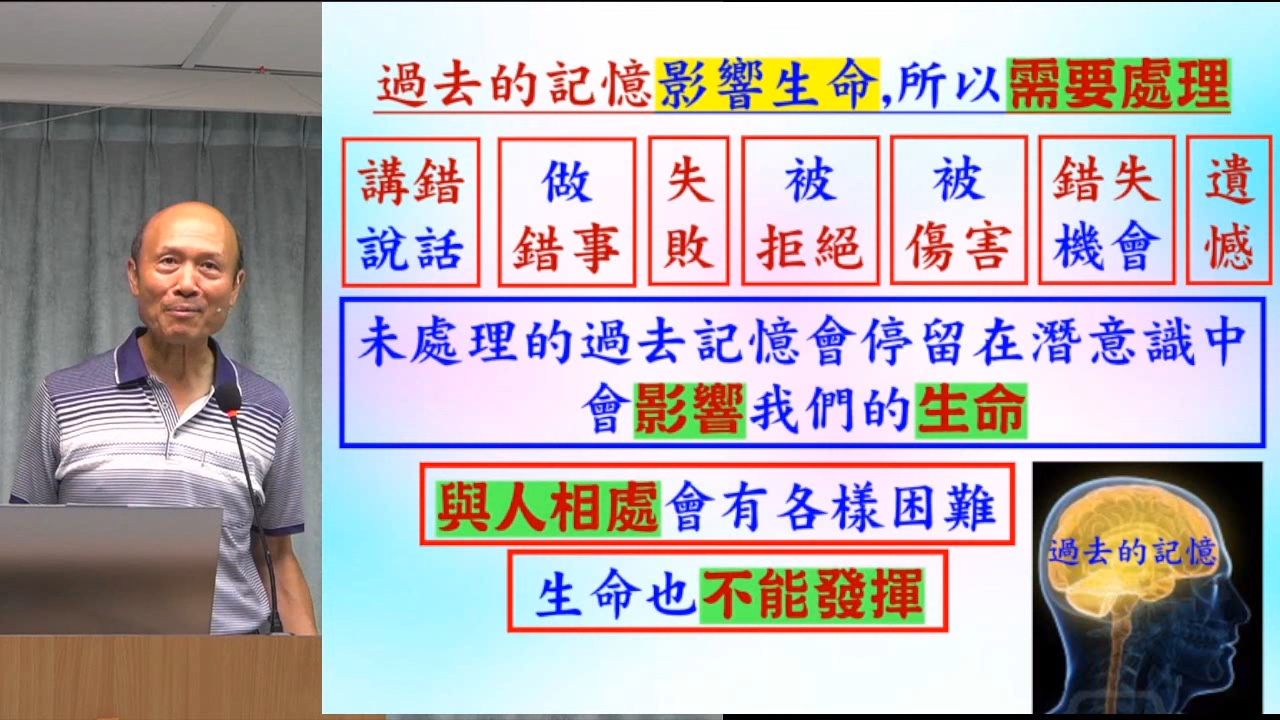 過去的記憶影響生命,所以需要處理
講錯
說話
做
錯事
失
敗
被
拒絕
被
傷害
錯失
機會
遺
憾
未處理的過去記憶會停留在潛意識中
會影響我們的生命
與人相處會有各樣困難
生命也不能發揮
過去的記憶